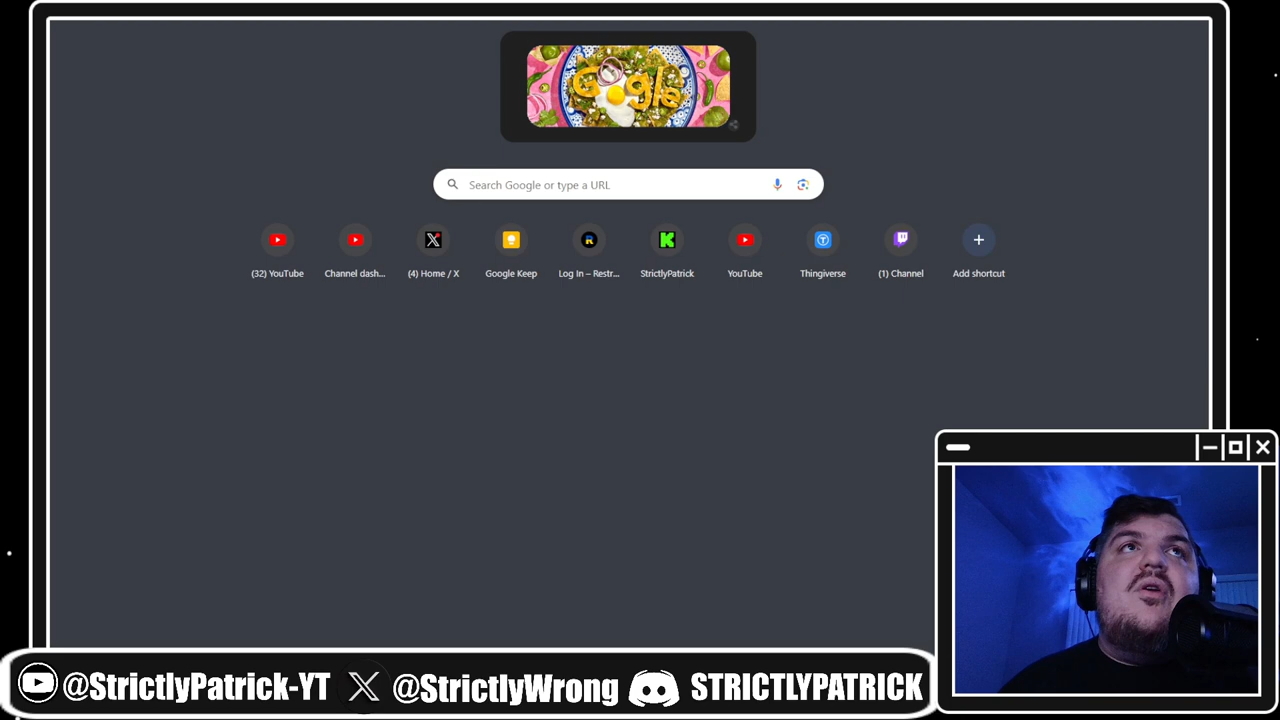 Google
Search Google or type a URL
(32) YouTube
Channel dash...
(4) Home / X
Google Keep
Log In – Restr...
StrictlyPatrick
YouTube
Thingiverse
(1) Channel
Add shortcut
@StrictlyPatrick-YT @StrictlyWrong STRICTLYPATRICK